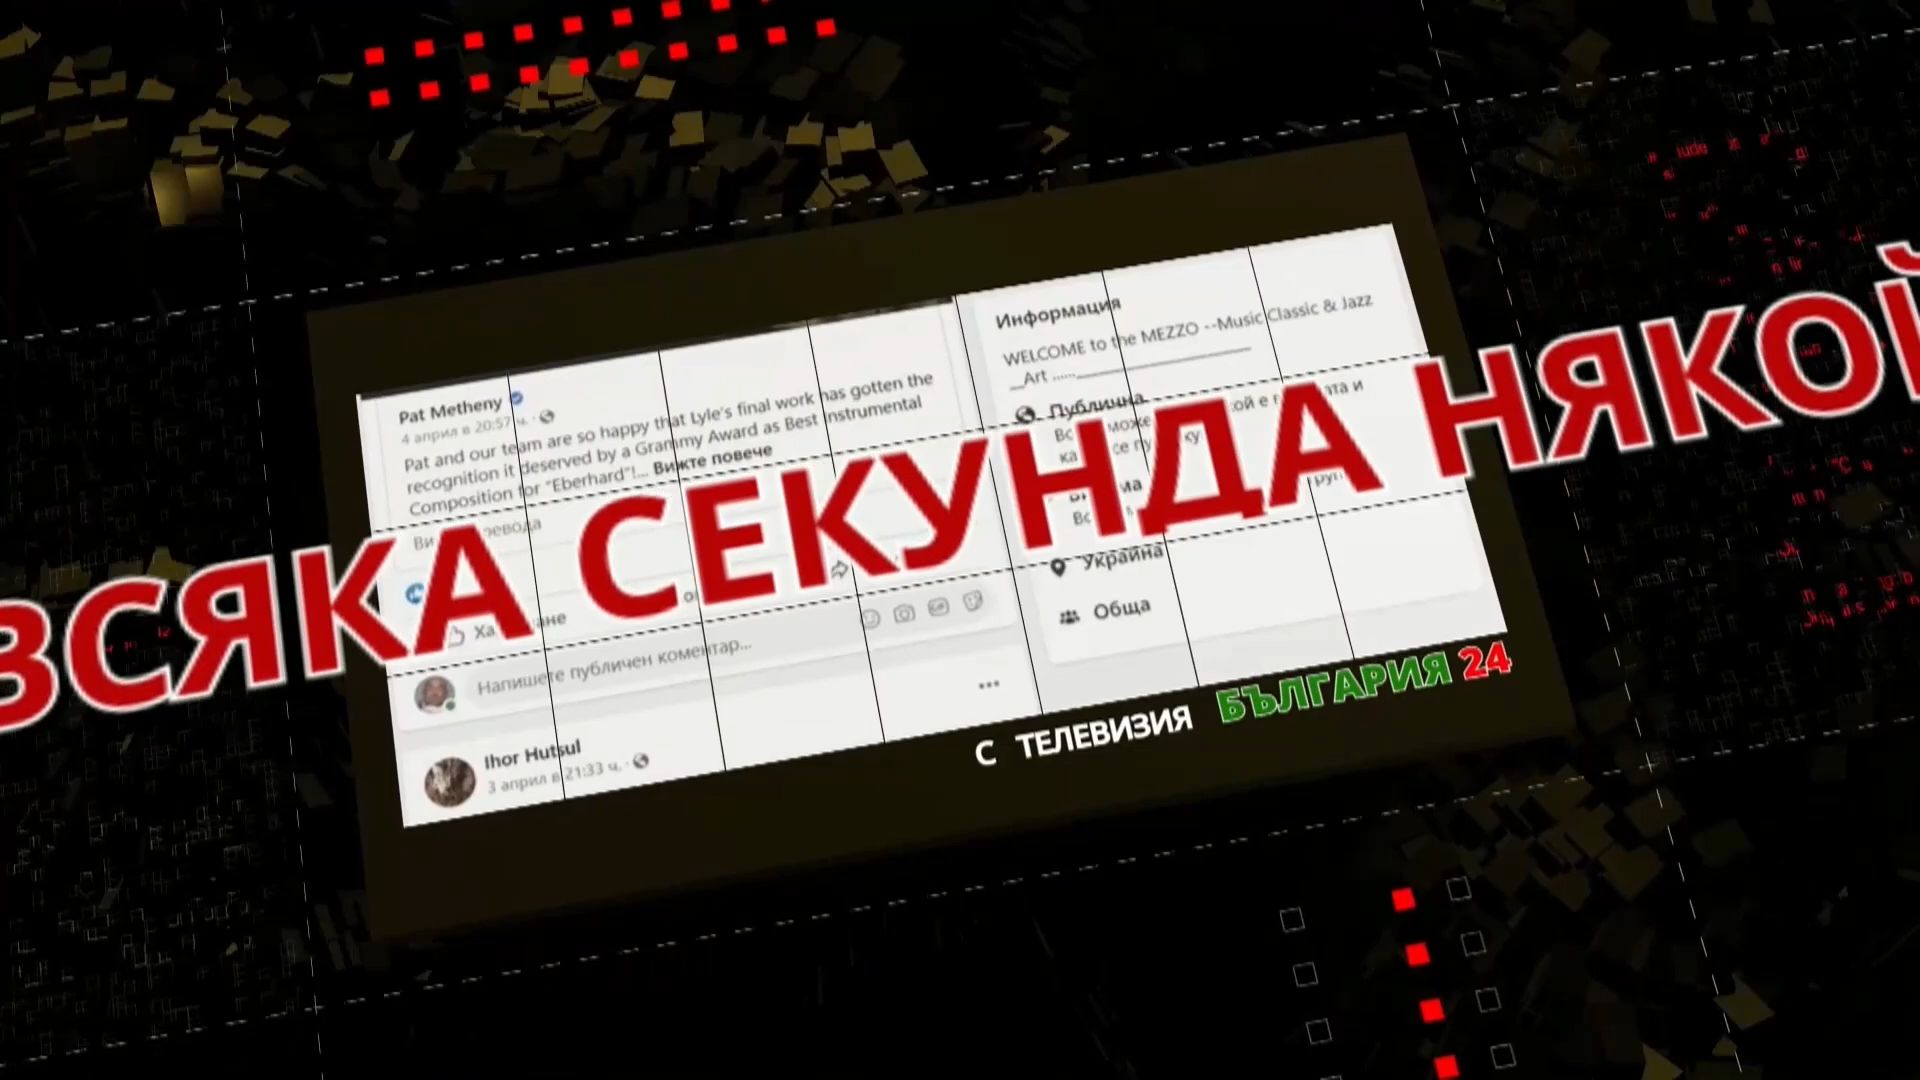 ВСЯКА СЕКУНДА НЯКОЙ
Pat Metheny
4 април в 20:57 ч. ·
Pat and our team are so happy that Lyle's final work has gotten the
recognition it deserved by a Grammy Award as Best Instrumental
Composition for "Eberhard"!... Вижте повече
Напишете публичен коментар...
Ihor Hutsul
3 април в 21:33 ч. ·
Информация
WELCOME to the MEZZO --Music Classic & Jazz
__Art ......
Публична
Украйна
Обща
С ТЕЛЕВИЗИЯ БЪЛГАРИЯ 24